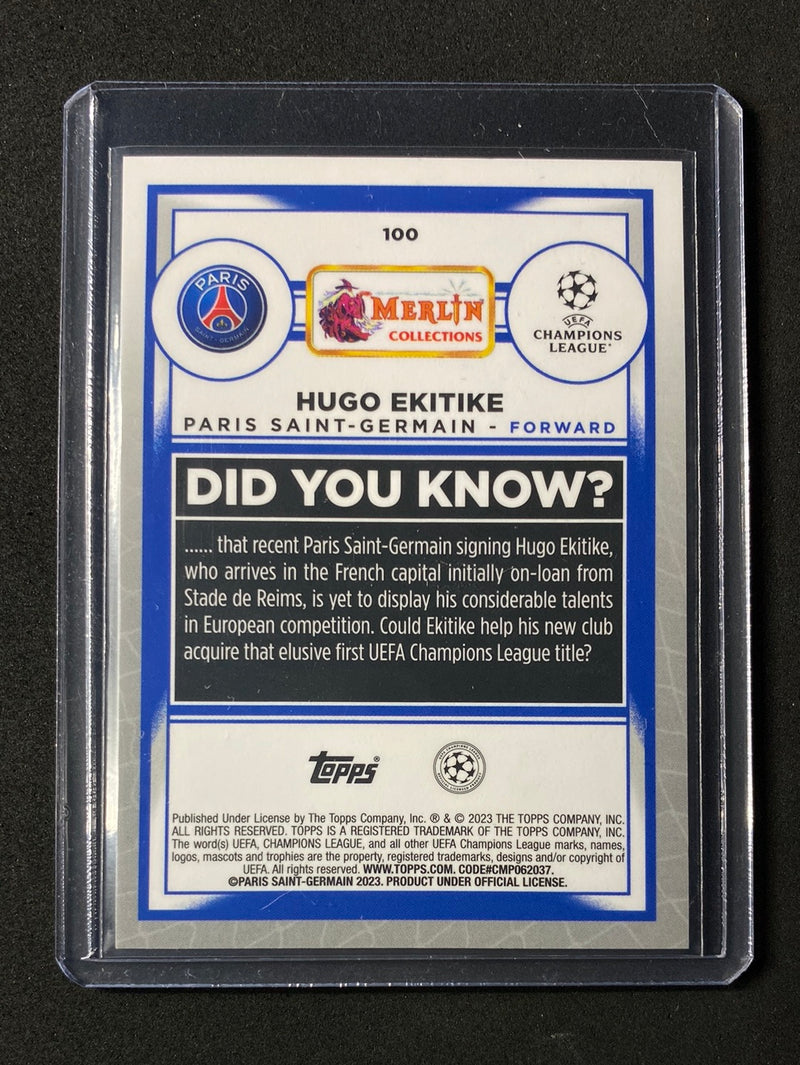 100
PARIS
SAINT-GERMAIN
MERLIN
COLLECTIONS
UEFA
CHAMPIONS
LEAGUE
HUGO EKITIKE
PARIS SAINT-GERMAIN - FORWARD
DID YOU KNOW?
...... that recent Paris Saint-Germain signing Hugo Ekitike,
who arrives in the French capital initially on-loan from
Stade de Reims, is yet to display his considerable talents
in European competition. Could Ekitike help his new club
acquire that elusive first UEFA Champions League title?
Topps®
Published Under License by The Topps Company, Inc. ® & © 2023 THE TOPPS COMPANY, INC.
ALL RIGHTS RESERVED. TOPPS IS A REGISTERED TRADEMARK OF THE TOPPS COMPANY, INC.
The word(s) UEFA, CHAMPIONS LEAGUE, and all other UEFA Champions League marks, names,
logos, mascots and trophies are the property, registered trademarks, designs and/or copyright of
UEFA. All rights reserved. WWW.TOPPS.COM. CODE#CMP062037.
©PARIS SAINT-GERMAIN 2023. PRODUCT UNDER OFFICIAL LICENSE.